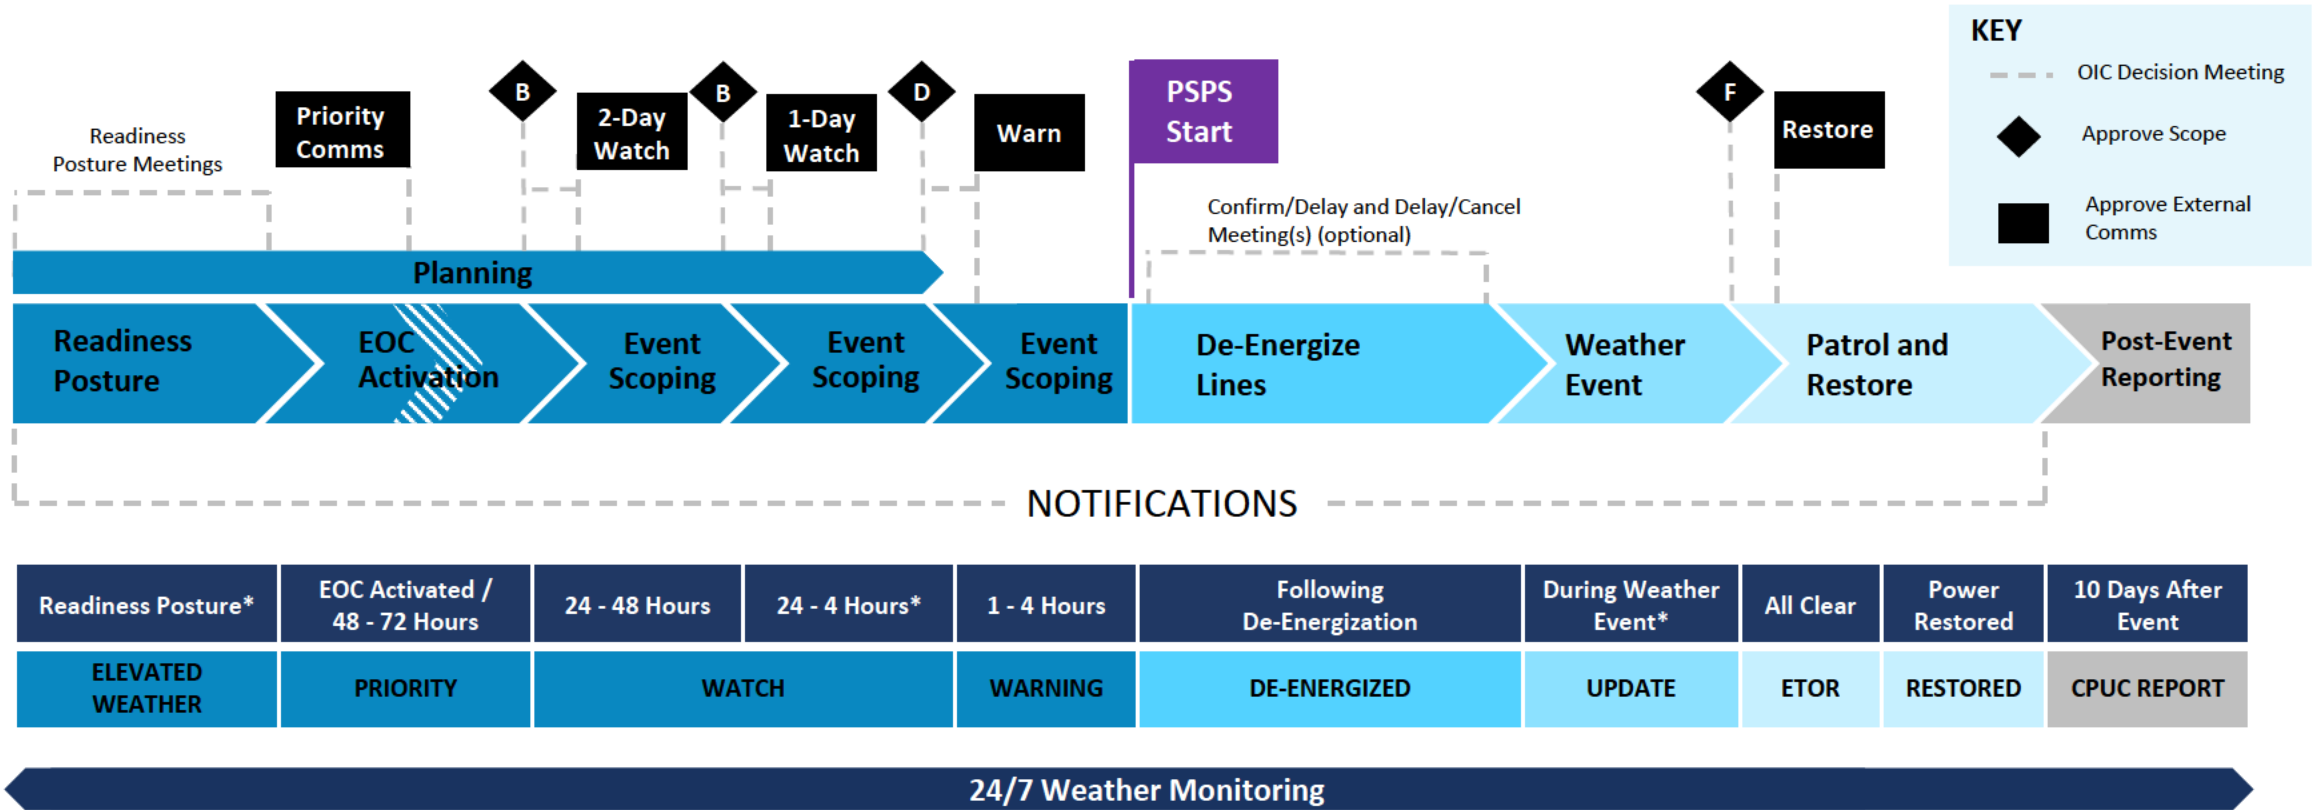 KEY
OIC Decision Meeting
Approve Scope
Approve External
Comms
Readiness
Posture Meetings
Priority
Comms
B
2-Day
Watch
B
1-Day
Watch
D
Warn
PSPS
Start
Confirm/Delay and Delay/Cancel
Meeting(s) (optional)
F
Restore
Planning
Readiness
Posture
EOC
Activation
Event
Scoping
Event
Scoping
Event
Scoping
De-Energize
Lines
Weather
Event
Patrol and
Restore
Post-Event
Reporting
NOTIFICATIONS
Readiness Posture*
EOC Activated /
48 - 72 Hours
24 - 48 Hours
24 - 4 Hours*
1 - 4 Hours
Following
De-Energization
During Weather
Event*
All Clear
Power
Restored
10 Days After
Event
ELEVATED
WEATHER
PRIORITY
WATCH
WARNING
DE-ENERGIZED
UPDATE
ETOR
RESTORED
CPUC REPORT
24/7 Weather Monitoring